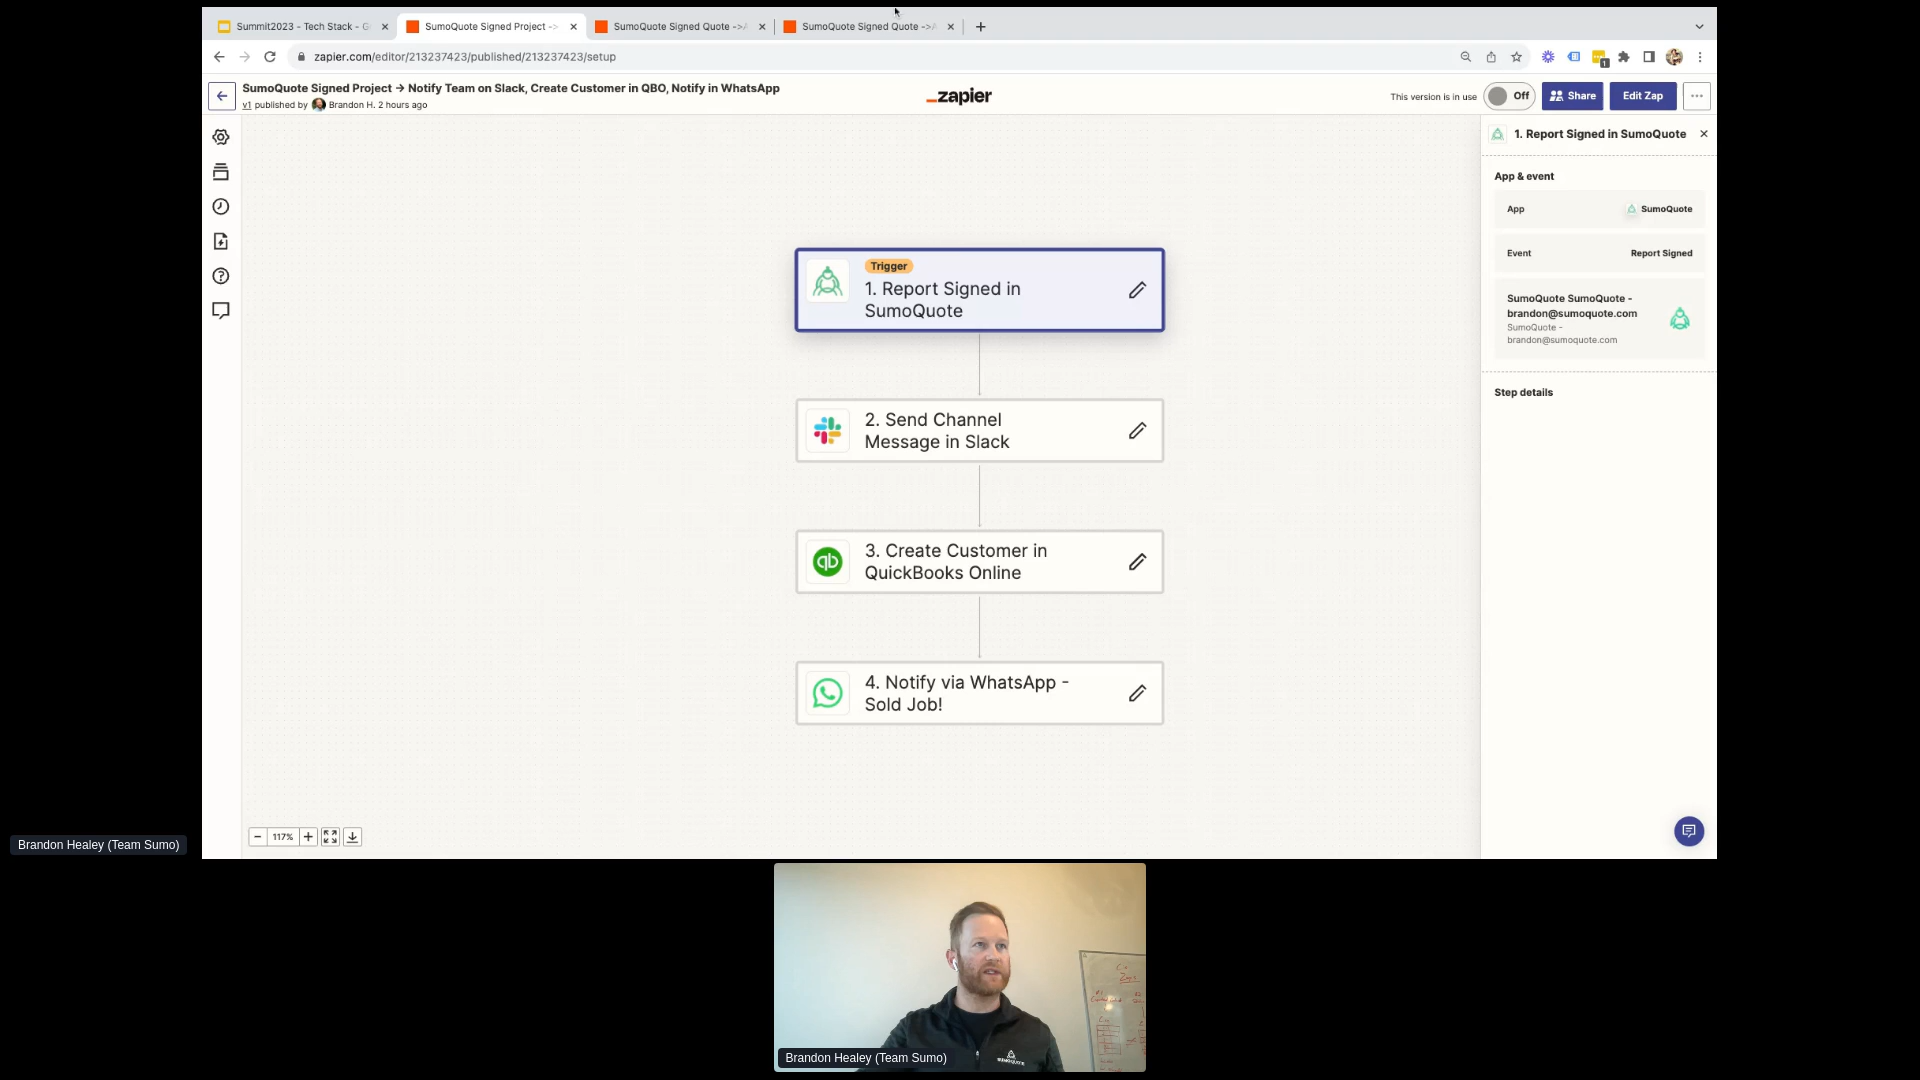 Summit2023 - Tech Stack - G
SumoQuote Signed Project ->
SumoQuote Signed Quote ->A
SumoQuote Signed Quote ->A
zapier.com/editor/213237423/published/213237423/setup
1
SumoQuote Signed Project → Notify Team on Slack, Create Customer in QBO, Notify in WhatsApp
v1 published by Brandon H. 2 hours ago
_zapier
This version is in use
Off
Share
Edit Zap
1. Report Signed in SumoQuote
App & event
App
SumoQuote
Event
Report Signed
SumoQuote SumoQuote -
brandon@sumoquote.com
SumoQuote -
brandon@sumoquote.com
Step details
Trigger
1. Report Signed in
SumoQuote
2. Send Channel
Message in Slack
qb
3. Create Customer in
QuickBooks Online
4. Notify via WhatsApp -
Sold Job!
117%
Brandon Healey (Team Sumo)
SUMOQUOTE
Brandon Healey (Team Sumo)